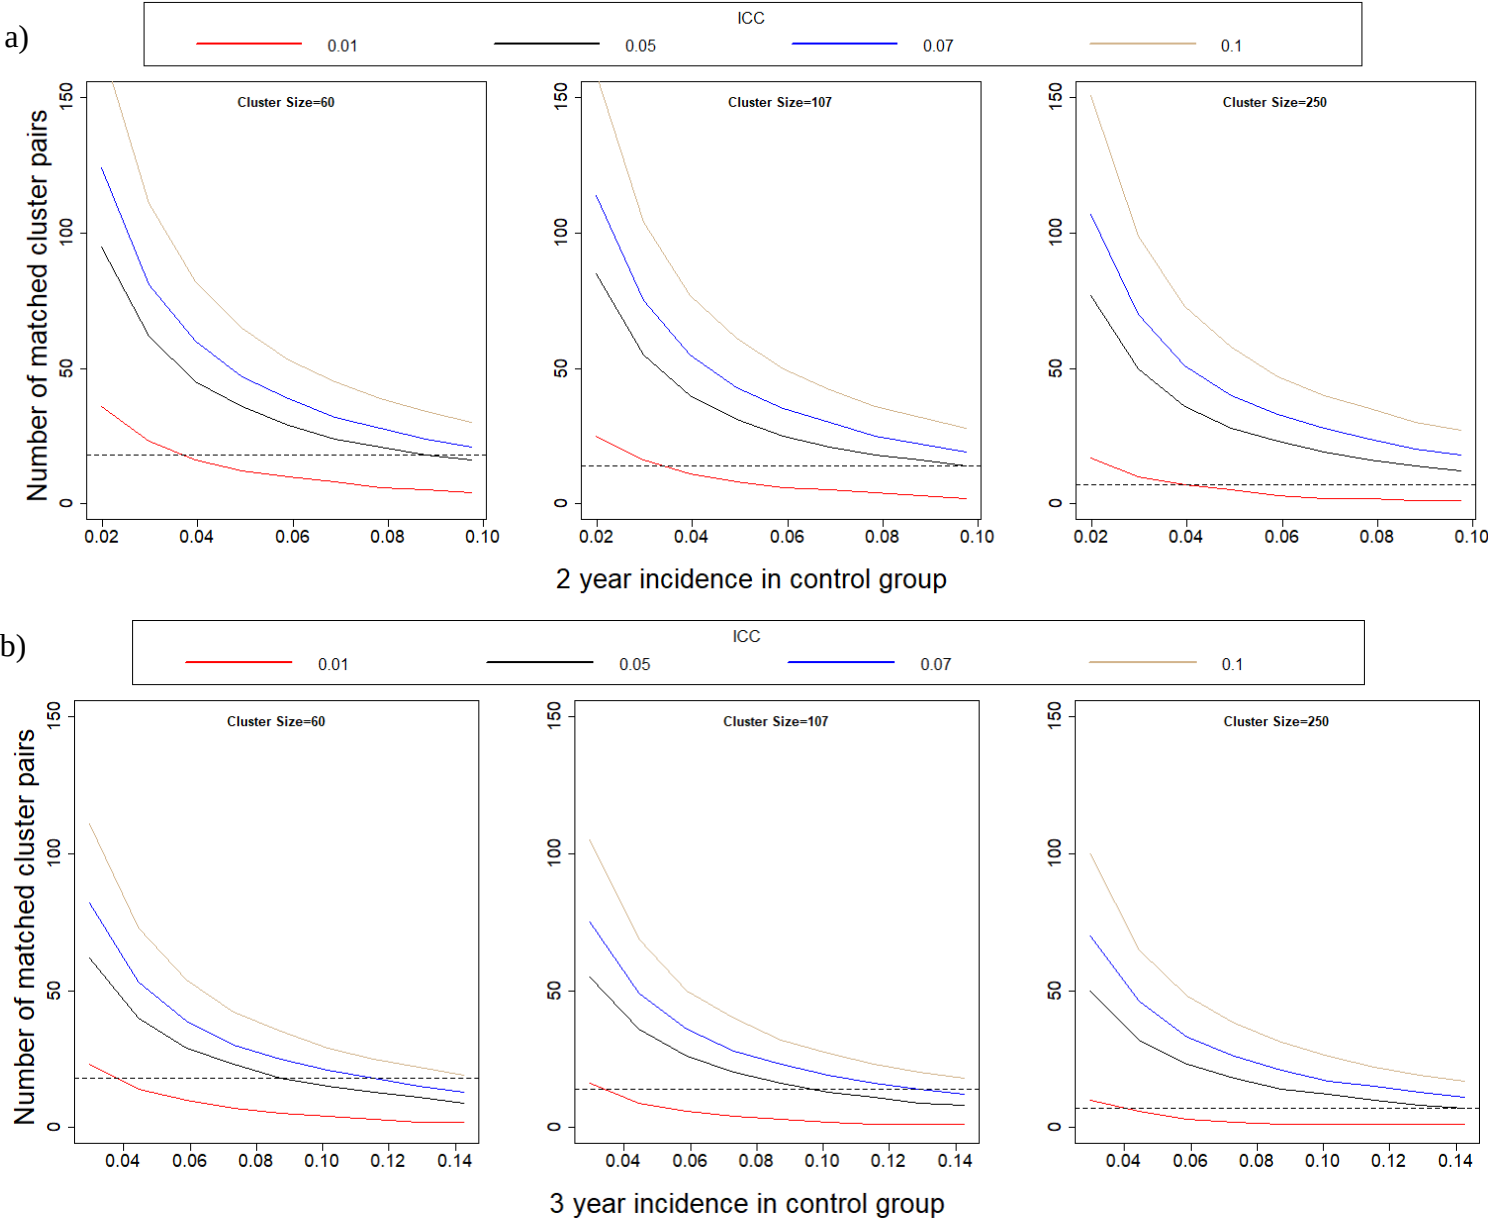 a)
ICC
0.01 0.05 0.07 0.1
Number of matched cluster pairs
Cluster Size=60
150
100
50
0
0.02 0.04 0.06 0.08 0.10
Cluster Size=107
150
100
50
0
0.02 0.04 0.06 0.08 0.10
Cluster Size=250
150
100
50
0
0.02 0.04 0.06 0.08 0.10
2 year incidence in control group
b)
ICC
0.01 0.05 0.07 0.1
Number of matched cluster pairs
Cluster Size=60
150
100
50
0
0.04 0.06 0.08 0.10 0.12 0.14
Cluster Size=107
150
100
50
0
0.04 0.06 0.08 0.10 0.12 0.14
Cluster Size=250
150
100
50
0
0.04 0.06 0.08 0.10 0.12 0.14
3 year incidence in control group